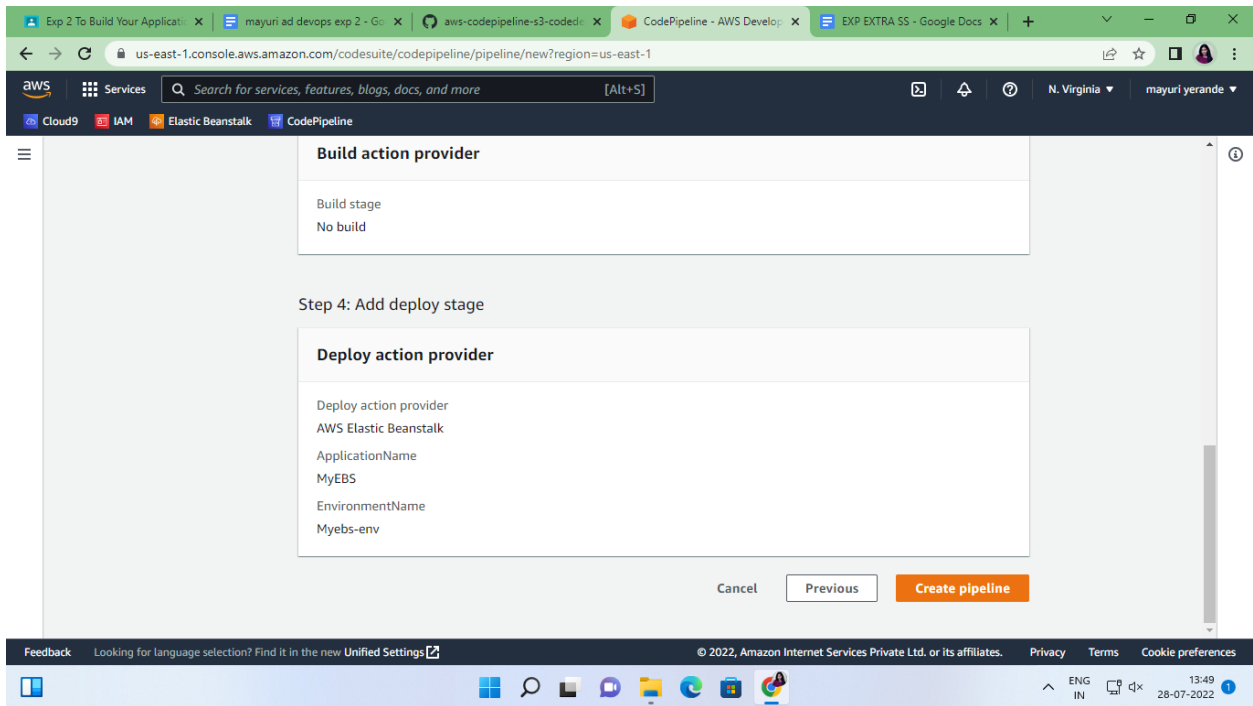 Exp 2 To Build Your Applicatic
mayuri ad devops exp 2 - Go
aws-codepipeline-s3-codede
CodePipeline - AWS Develop
EXP EXTRA SS - Google Docs
us-east-1.console.aws.amazon.com/codesuite/codepipeline/pipeline/new?region=us-east-1
aws Services Search for services, features, blogs, docs, and more [Alt+S] N. Virginia mayuri yerande
Cloud9 IAM Elastic Beanstalk CodePipeline
Build action provider
Build stage
No build
Step 4: Add deploy stage
Deploy action provider
Deploy action provider
AWS Elastic Beanstalk
ApplicationName
MyEBS
EnvironmentName
Myebs-env
Cancel Previous Create pipeline
Feedback Looking for language selection? Find it in the new Unified Settings © 2022, Amazon Internet Services Private Ltd. or its affiliates. Privacy Terms Cookie preferences
ENG 13:49
IN 28-07-2022 1